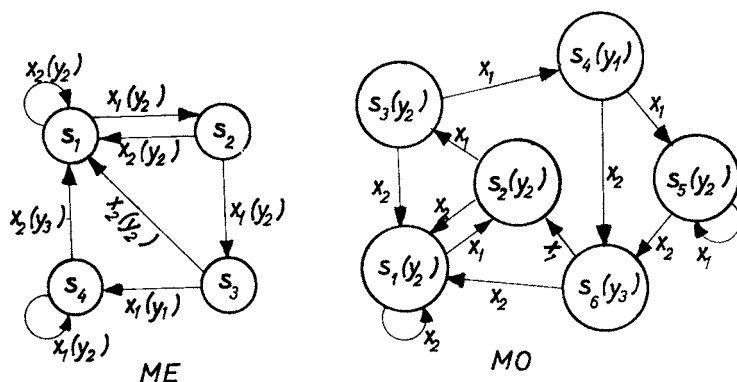 x₂(y₂)
x₁(y₂)
S₁
S₂
x₂(y₂)
x₂(y₃)
x₂(y₂)
x₁(y₂)
S₄
S₃
x₁(y₁)
x₁(y₂)
ME
S₄(y₁)
x₁
S₃(y₂)
x₁
x₁
x₂
S₂(y₂)
x₂
S₅(y₂)
x₂
x₁
x₂
x₁
S₁(y₂)
x₂
S₆(y₃)
x₂
MO